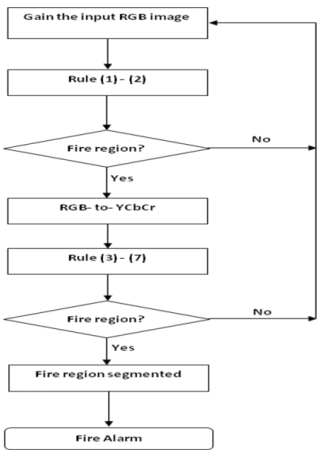 Gain the input RGB image
Rule (1) - (2)
Fire region?
No
Yes
RGB- to- YCbCr
Rule (3) - (7)
Fire region?
No
Yes
Fire region segmented
Fire Alarm